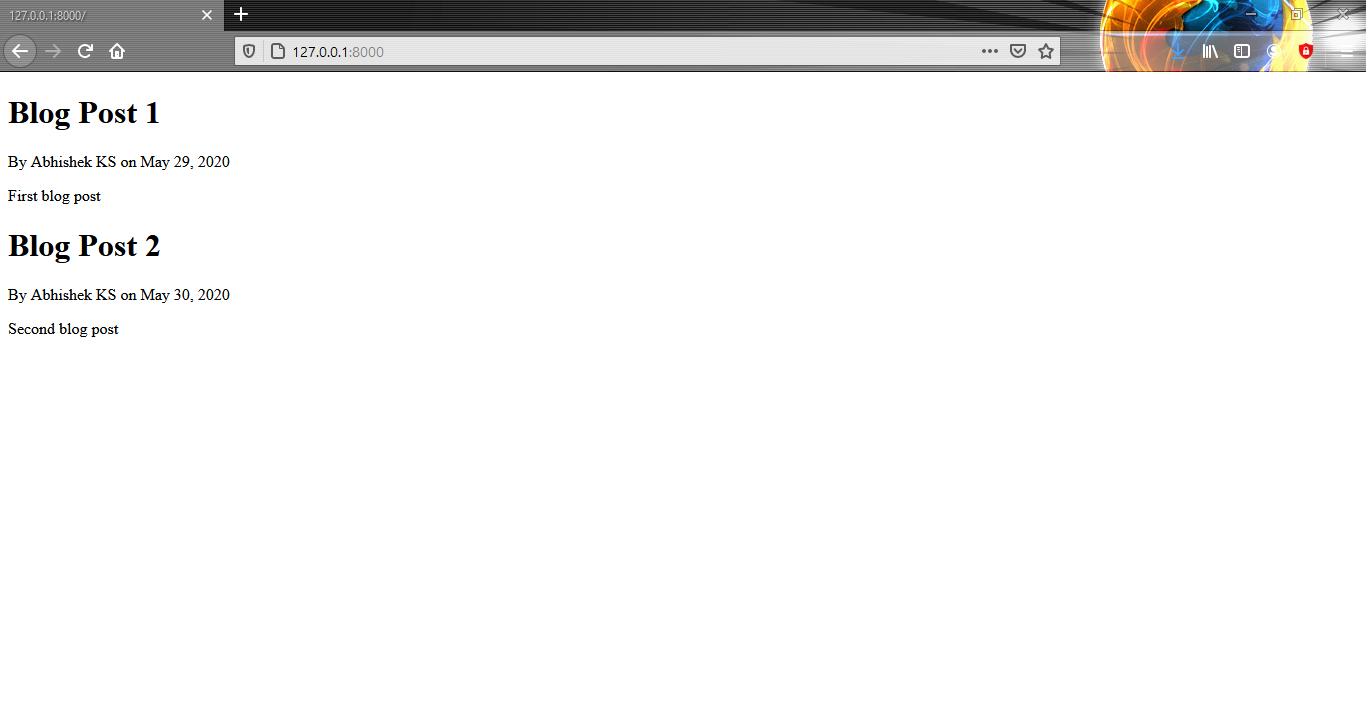 127.0.0.1:8000/
127.0.0.1:8000
Blog Post 1
By Abhishek KS on May 29, 2020
First blog post
Blog Post 2
By Abhishek KS on May 30, 2020
Second blog post